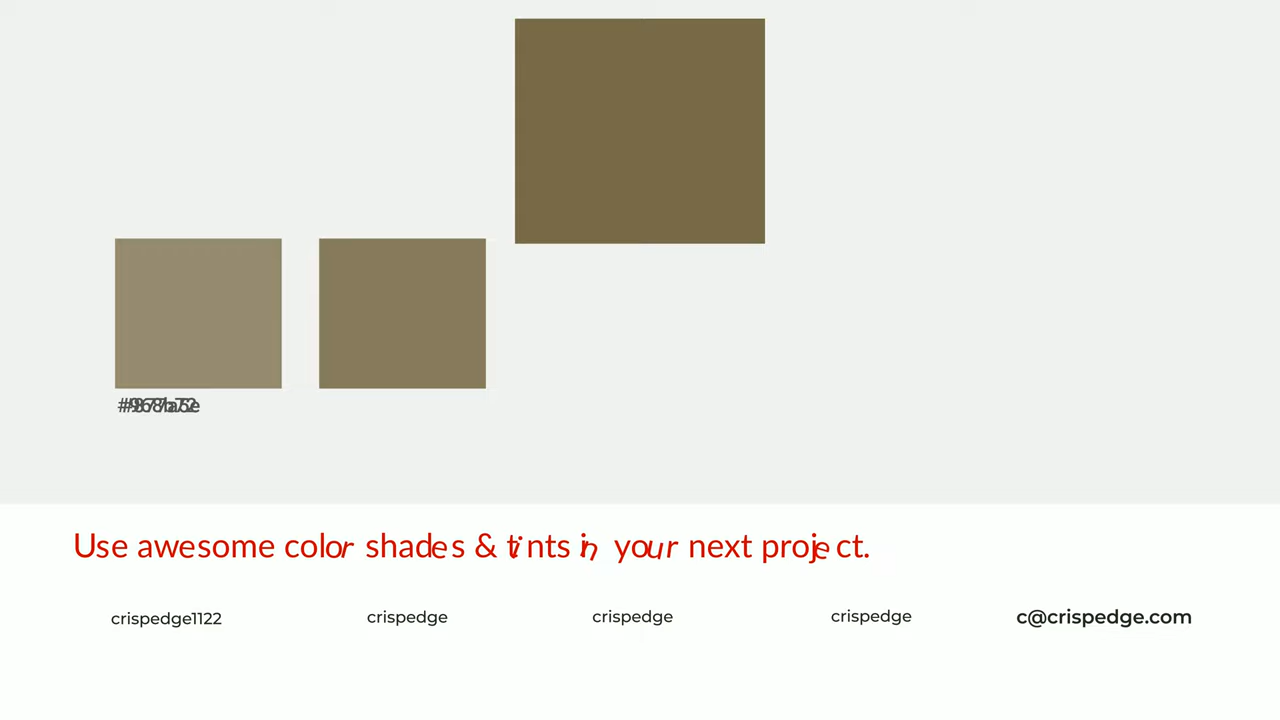 Use awesome color shades & tints in your next project.
crispedge1122 crispedge crispedge crispedge c@crispedge.com